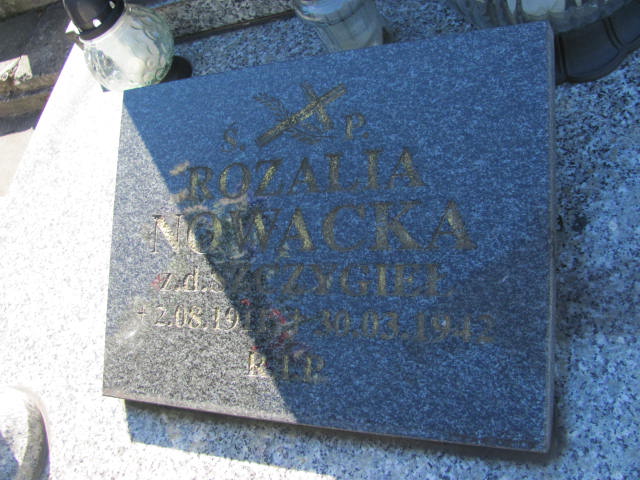 Ś. P.
ROZALIA
NOWACKA
z.d. SZCZYGIEŁ
30.03.1942
R.I.P.